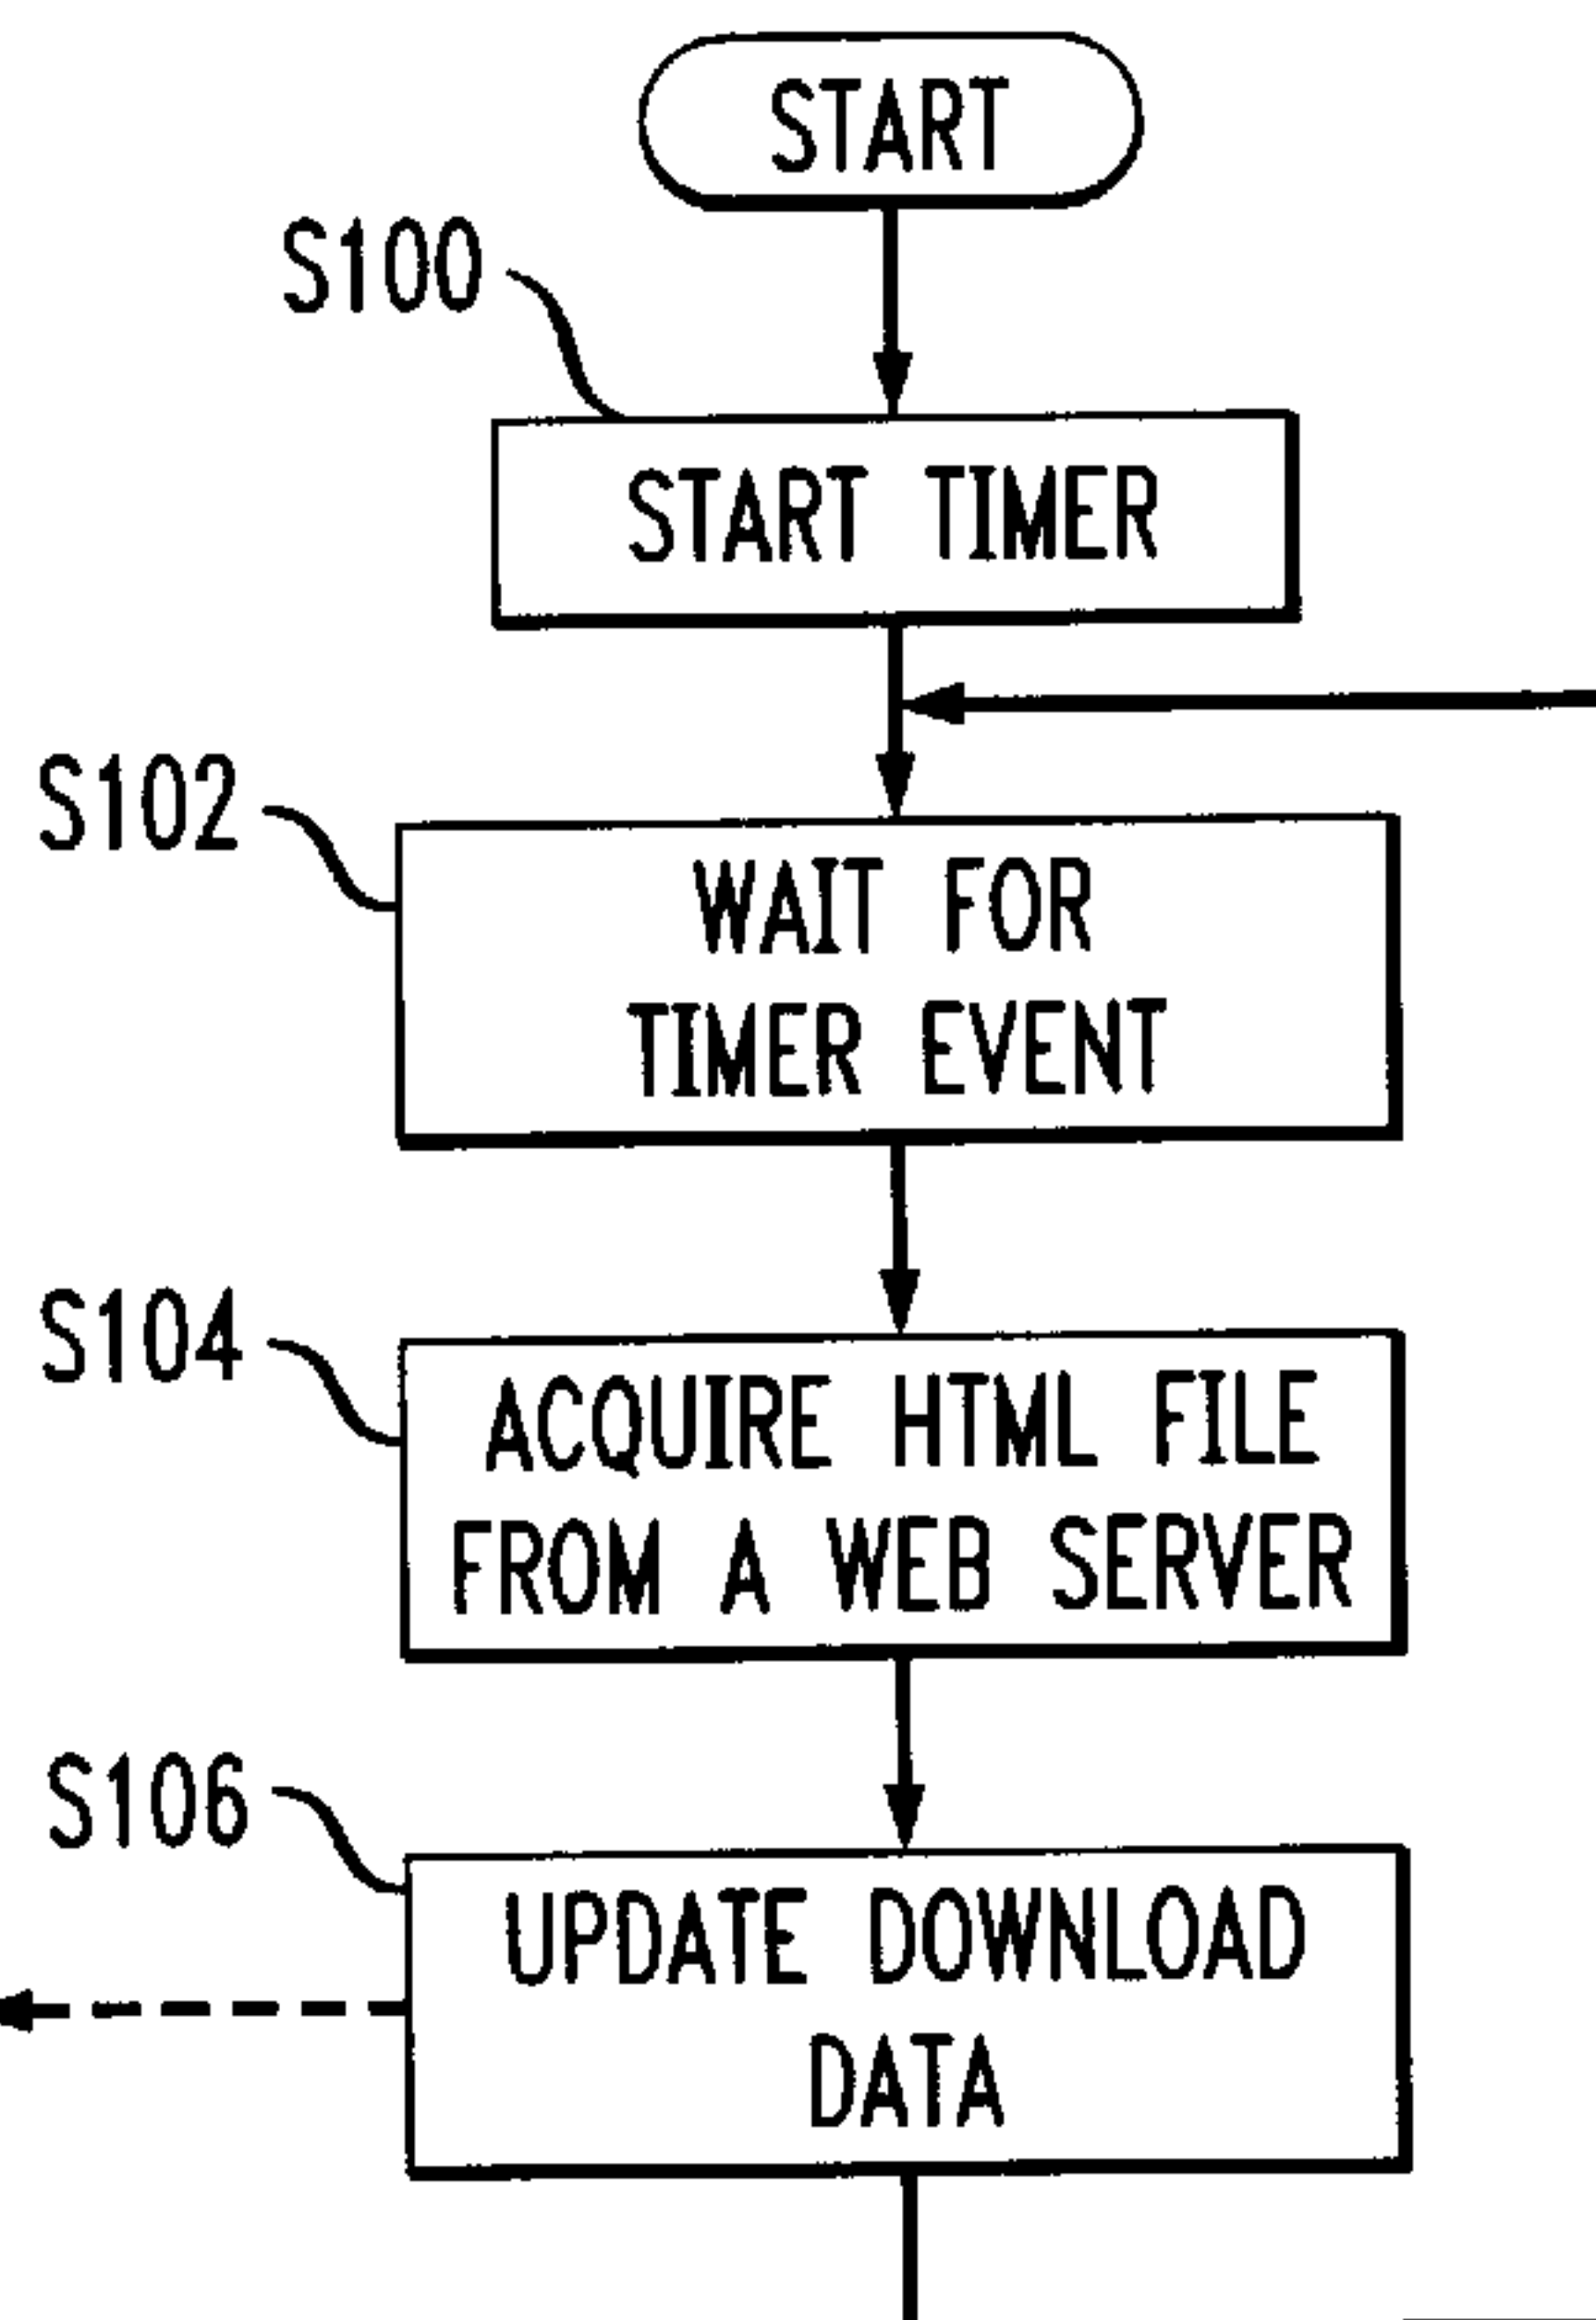 START
S100
START TIMER
S102
WAIT FOR
TIMER EVENT
S104
ACQUIRE HTML FILE
FROM A WEB SERVER
S106
UPDATE DOWNLOAD
DATA